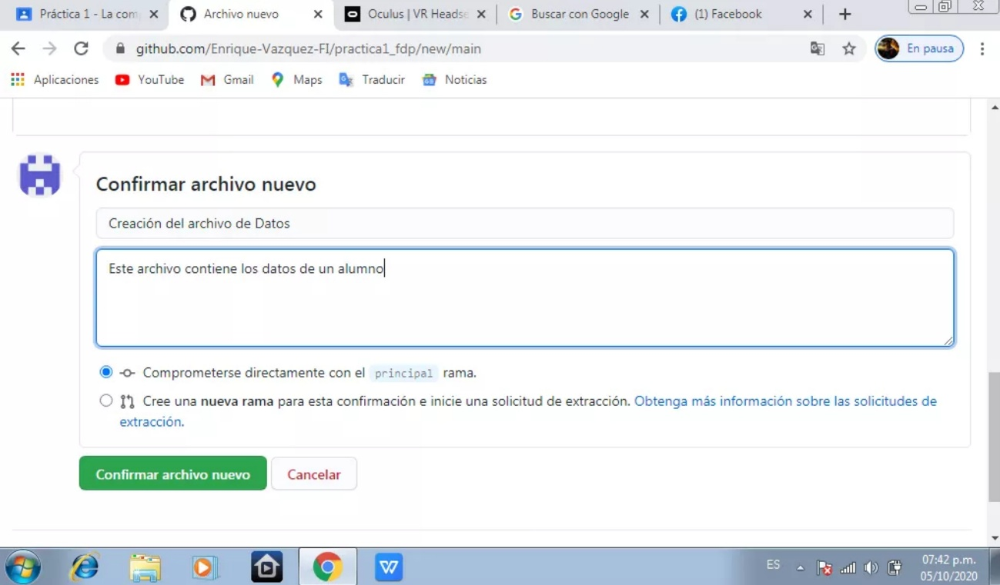 Práctica 1 - La com
Archivo nuevo
Oculus | VR Heads
Buscar con Google
(1) Facebook
github.com/Enrique-Vazquez-FI/practica1_fdp/new/main
En pausa
Aplicaciones
YouTube
Gmail
Maps
Traducir
Noticias
Confirmar archivo nuevo
Creación del archivo de Datos
Este archivo contiene los datos de un alumno
Comprometerse directamente con el principal rama.
Cree una nueva rama para esta confirmación e inicie una solicitud de extracción. Obtenga más información sobre las solicitudes de
extracción.
Confirmar archivo nuevo
Cancelar
ES
07:42 p.m.
05/10/2020